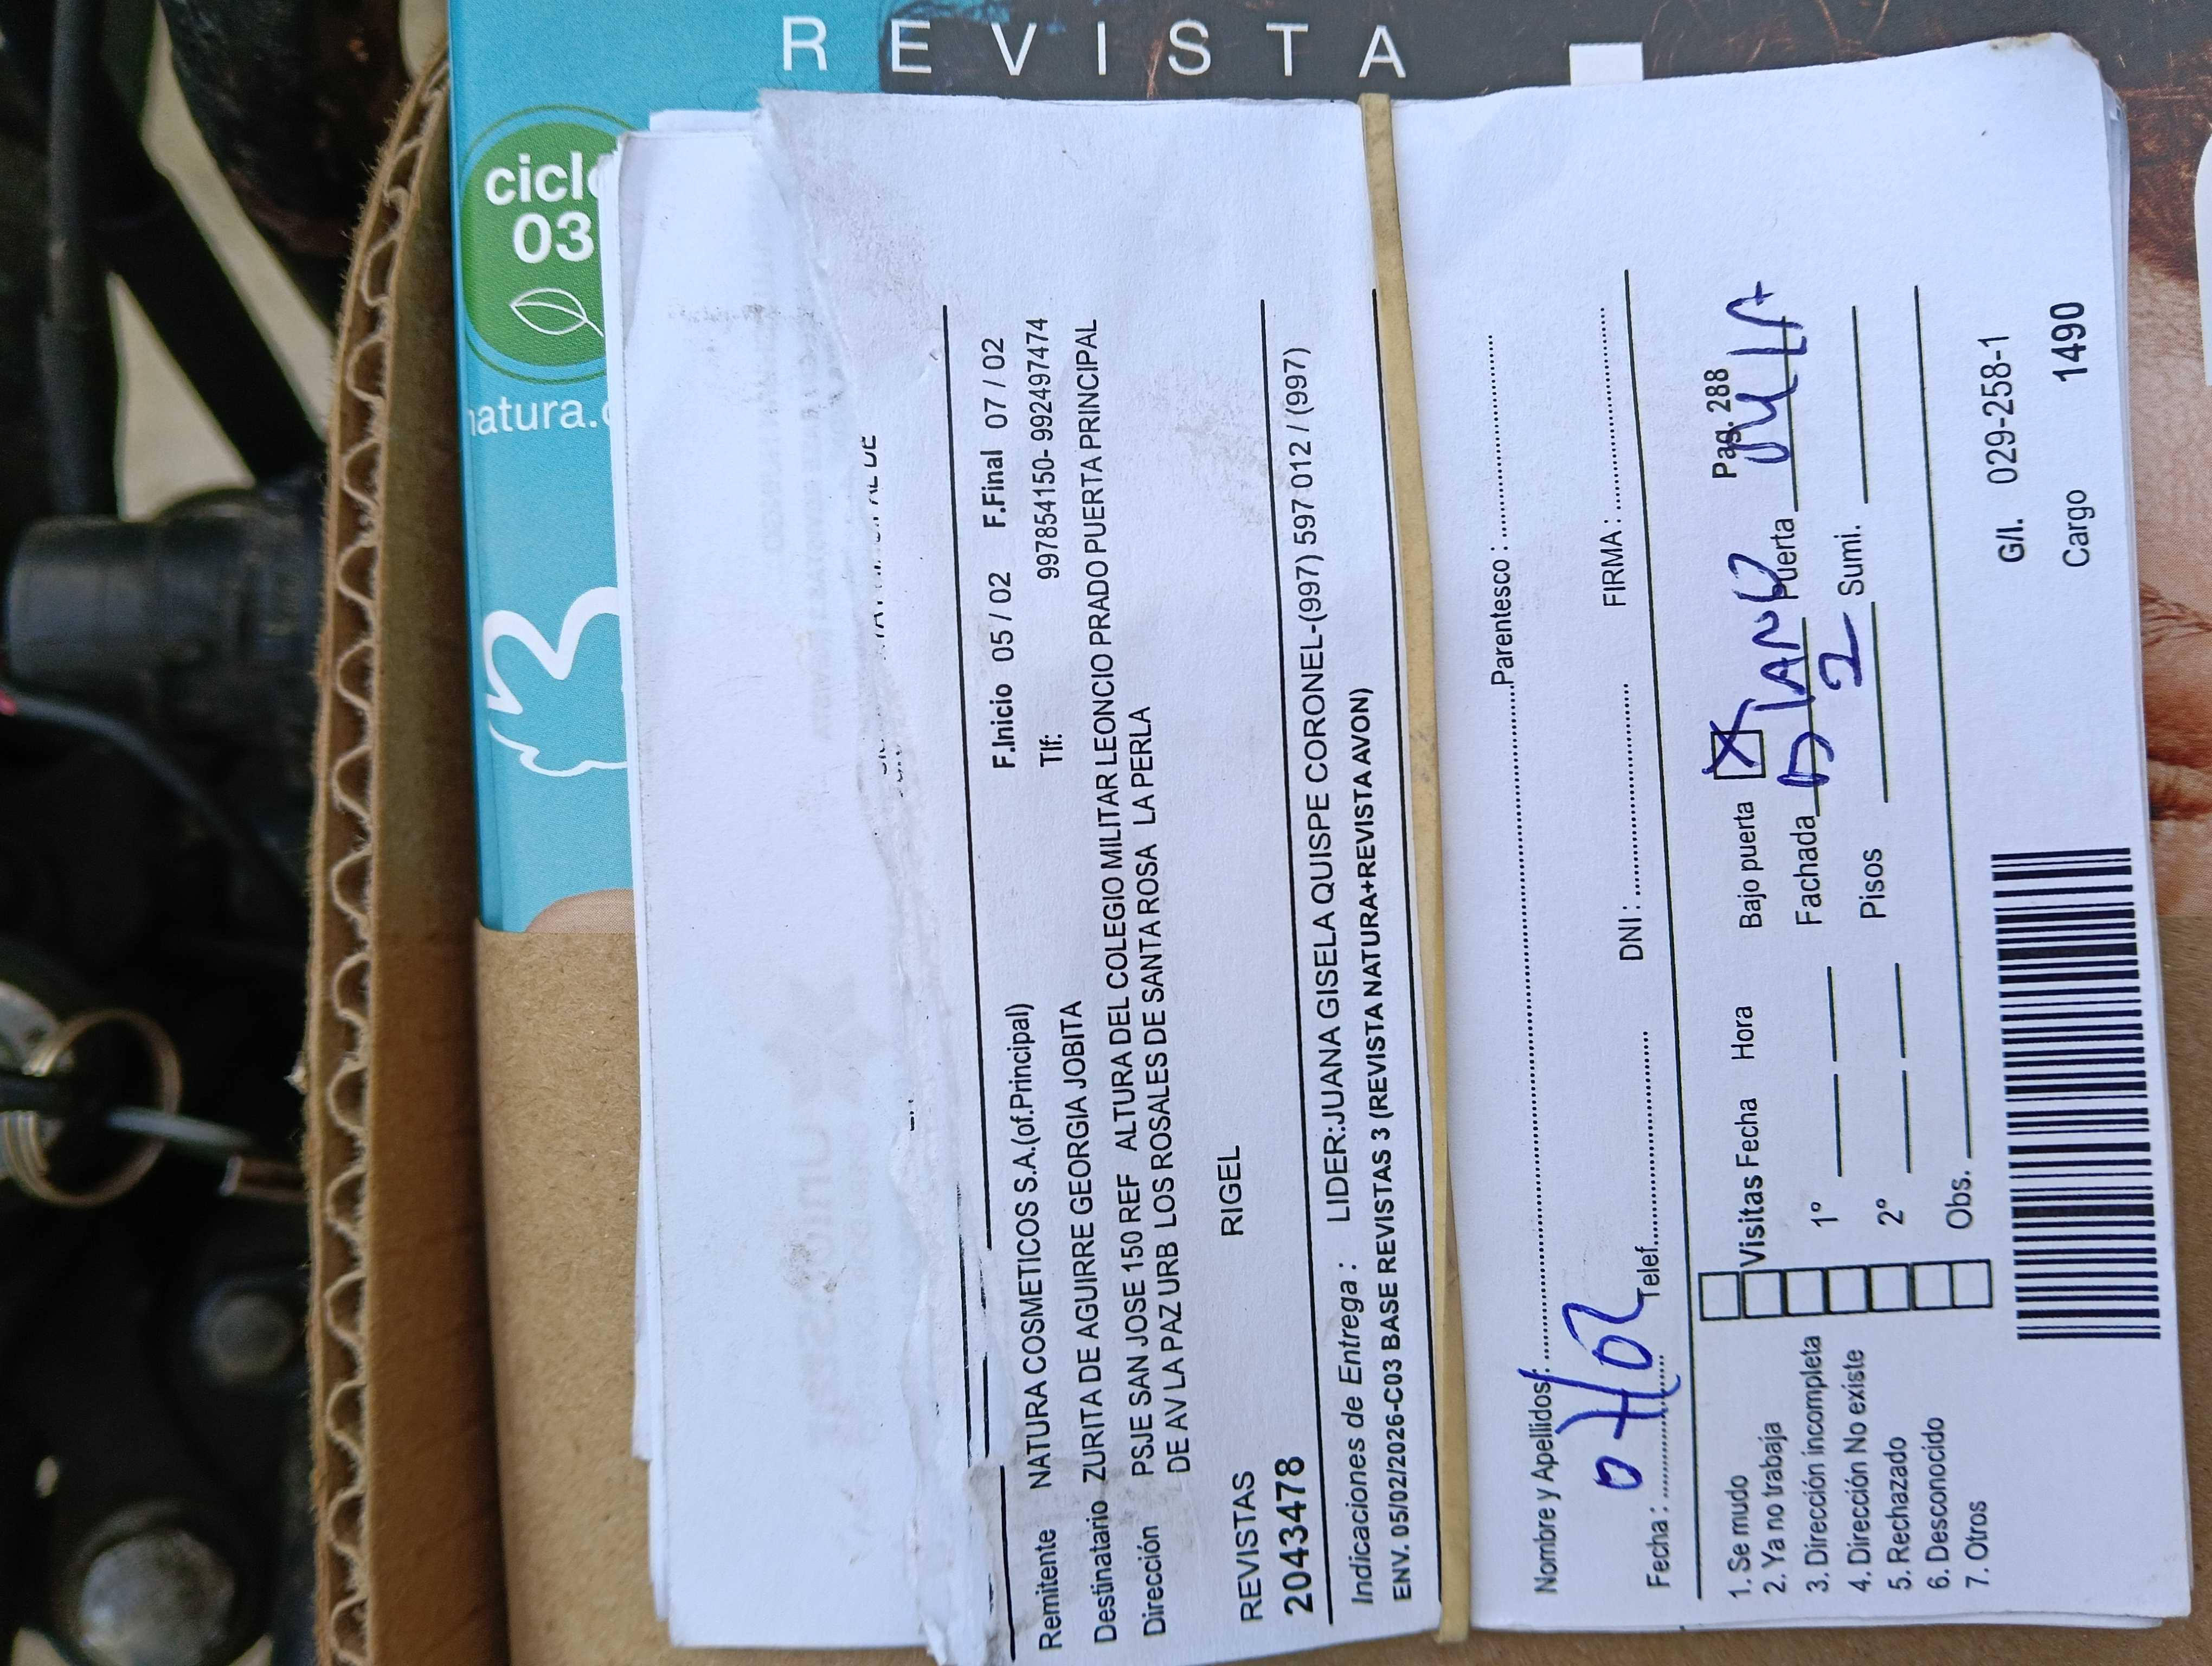 REVISTA
ciclo
03
natura.
F.Inicio 05 / 02 F.Final 07 / 02
Remitente NATURA COSMETICOS S.A.(of.Principal) Tlf: 997854150- 992497474
Destinatario ZURITA DE AGUIRRE GEORGIA JOBITA
Dirección PSJE SAN JOSE 150 REF ALTURA DEL COLEGIO MILITAR LEONCIO PRADO PUERTA PRINCIPAL
DE AV LA PAZ URB LOS ROSALES DE SANTA ROSA LA PERLA
REVISTAS RIGEL
2043478
Indicaciones de Entrega : LIDER:JUANA GISELA QUISPE CORONEL-(997) 597 012 / (997)
ENV. 05/02/2026-C03 BASE REVISTAS 3 (REVISTA NATURA+REVISTA AVON)
Nombre y Apellidos: Parentesco :
Fecha : 07/02 Telef. DNI : FIRMA :
1. Se mudo
2. Ya no trabaja
3. Dirección incompleta
4. Dirección No existe
5. Rechazado
6. Desconocido
7. Otros
Visitas Fecha Hora
1º
2º
Obs.
Bajo puerta X Pag. 288
Fachada Puerta
Pisos 2 Sumi.
G/I. 029-258-1
Cargo 1490